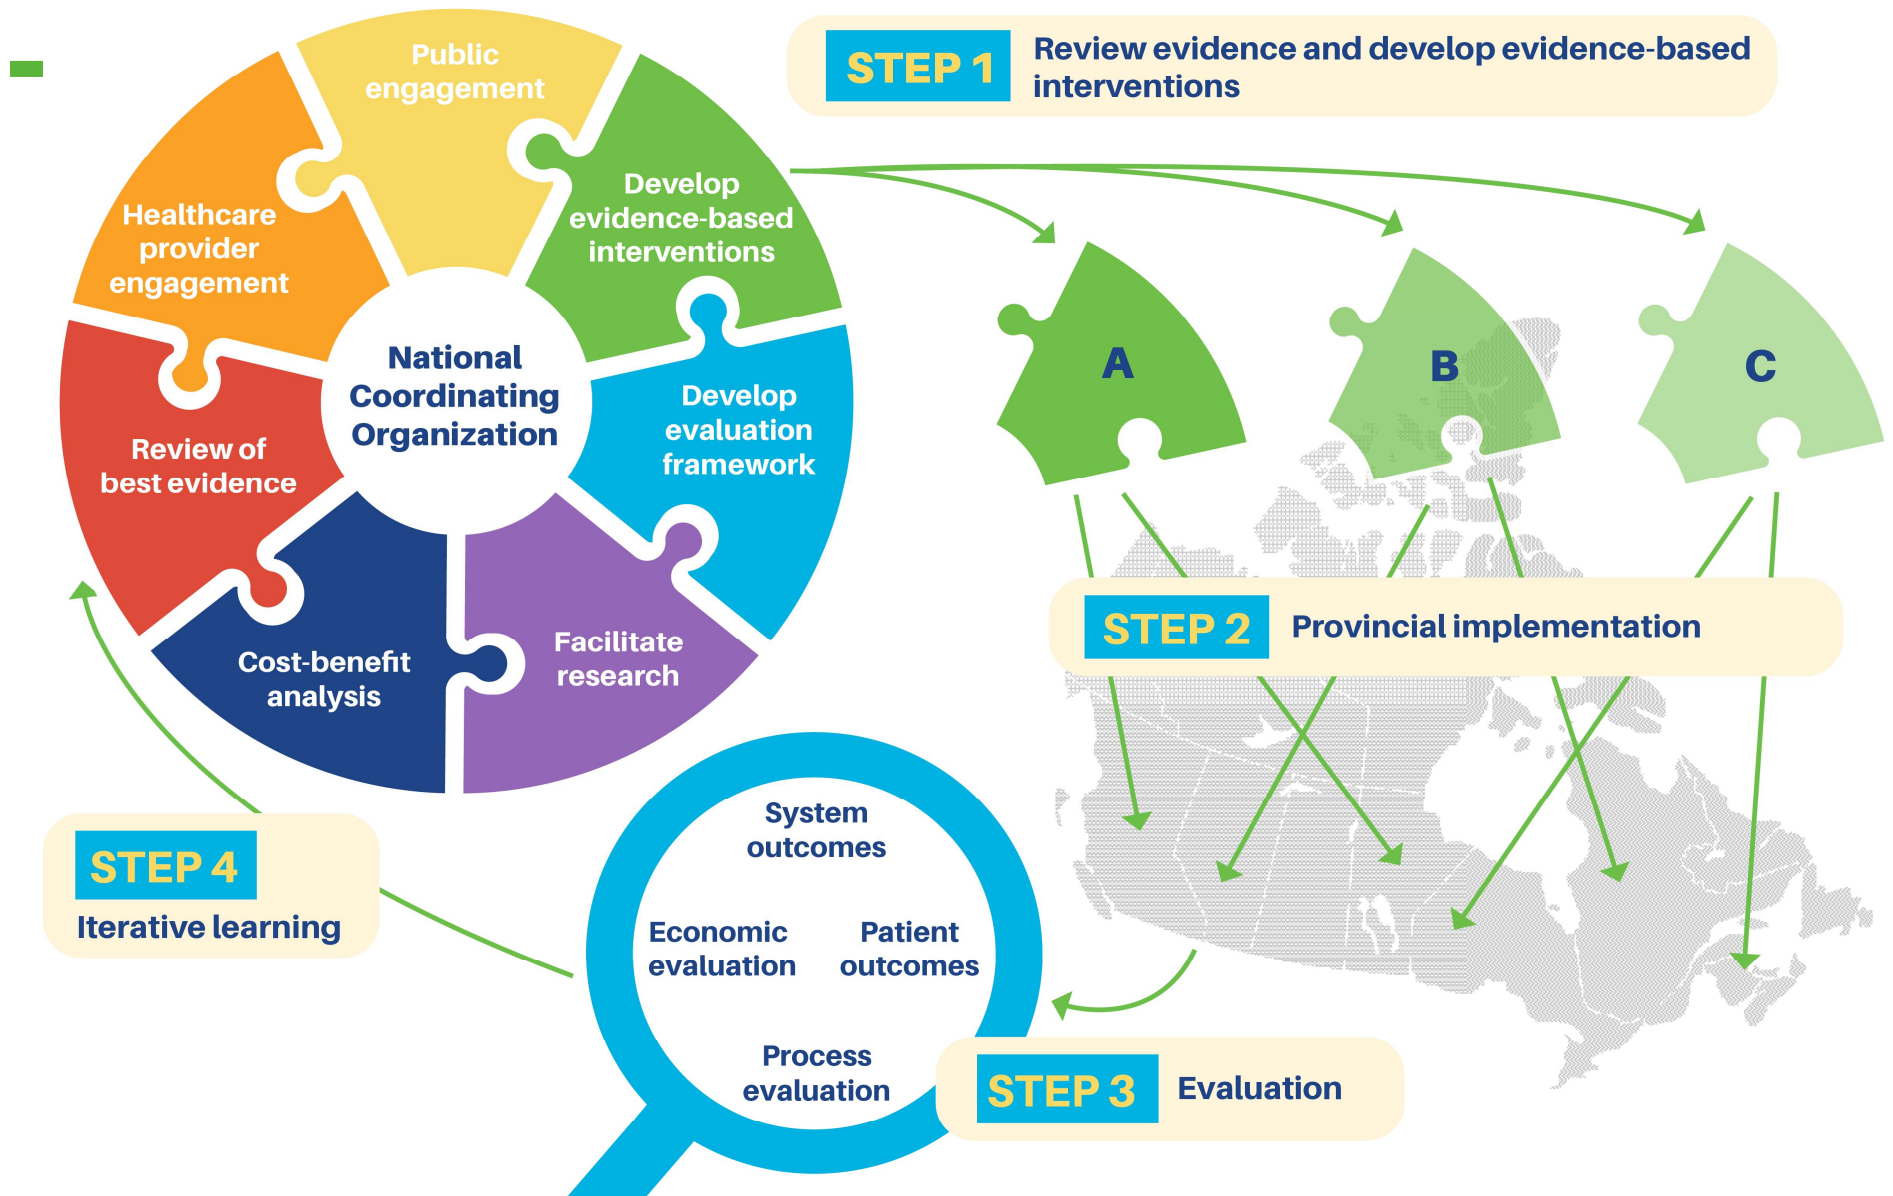 STEP 1
Review evidence and develop evidence-based
interventions
Public
engagement
Develop
evidence-based
interventions
Healthcare
provider
engagement
National
Coordinating
Organization
Develop
evaluation
framework
Review of
best evidence
Cost-benefit
analysis
Facilitate
research
A
B
C
STEP 2
Provincial implementation
System
outcomes
Economic
evaluation
Patient
outcomes
Process
evaluation
STEP 3
Evaluation
STEP 4
Iterative learning